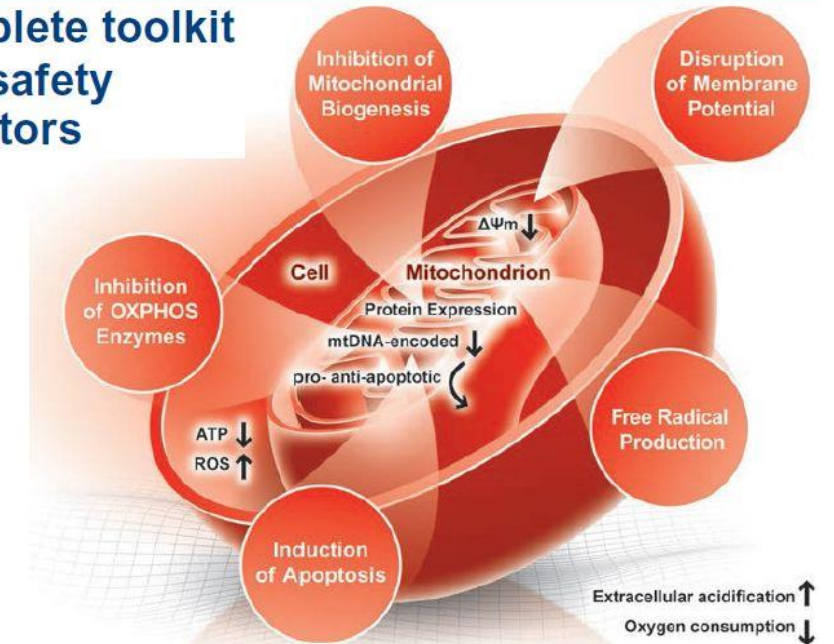 plete toolkit
safety
tors
Inhibition of
Mitochondrial
Biogenesis
Disruption
of Membrane
Potential
ΔΨm ↓
Cell
Mitochondrion
Inhibition
of OXPHOS
Enzymes
Protein Expression
mtDNA-encoded ↓
pro- anti-apoptotic
Free Radical
Production
ATP ↓
ROS ↑
Induction
of Apoptosis
Extracellular acidification ↑
Oxygen consumption ↓